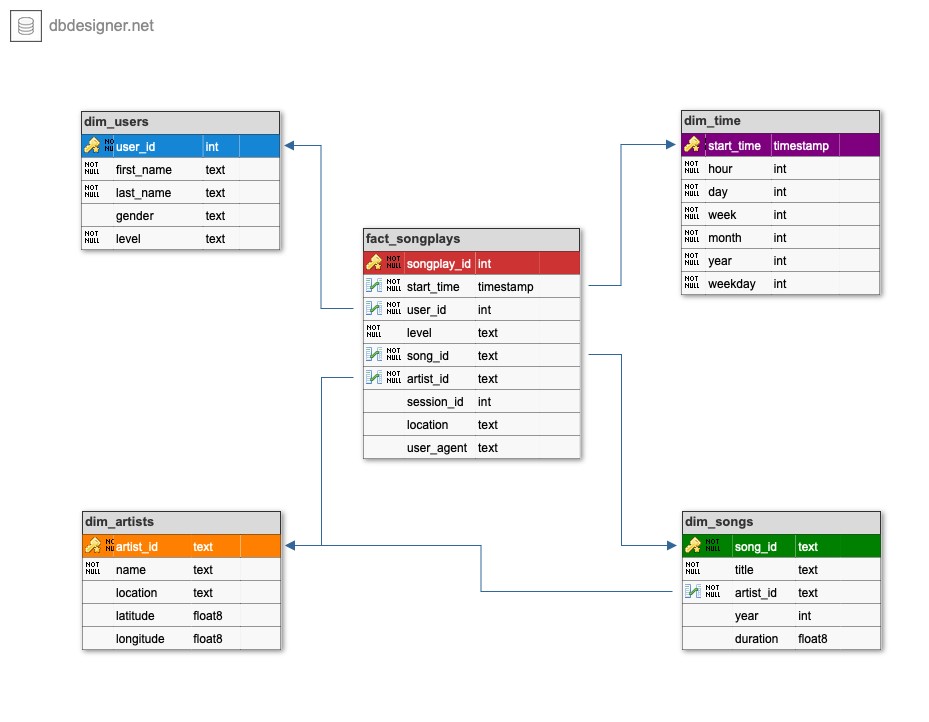 dbdesigner.net
dim_users
NO NU user_id int
NOT NULL first_name text
NOT NULL last_name text
gender text
NOT NULL level text
dim_time
start_time timestamp
NOT NULL hour int
NOT NULL day int
NOT NULL week int
NOT NULL month int
NOT NULL year int
NOT NULL weekday int
fact_songplays
NOT NULL songplay_id int
NOT NULL start_time timestamp
NOT NULL user_id int
NOT NULL level text
NOT NULL song_id text
NOT NULL artist_id text
session_id int
location text
user_agent text
dim_artists
NO NU artist_id text
NOT NULL name text
location text
latitude float8
longitude float8
dim_songs
NOT NULL song_id text
NOT NULL title text
NOT NULL artist_id text
year int
duration float8